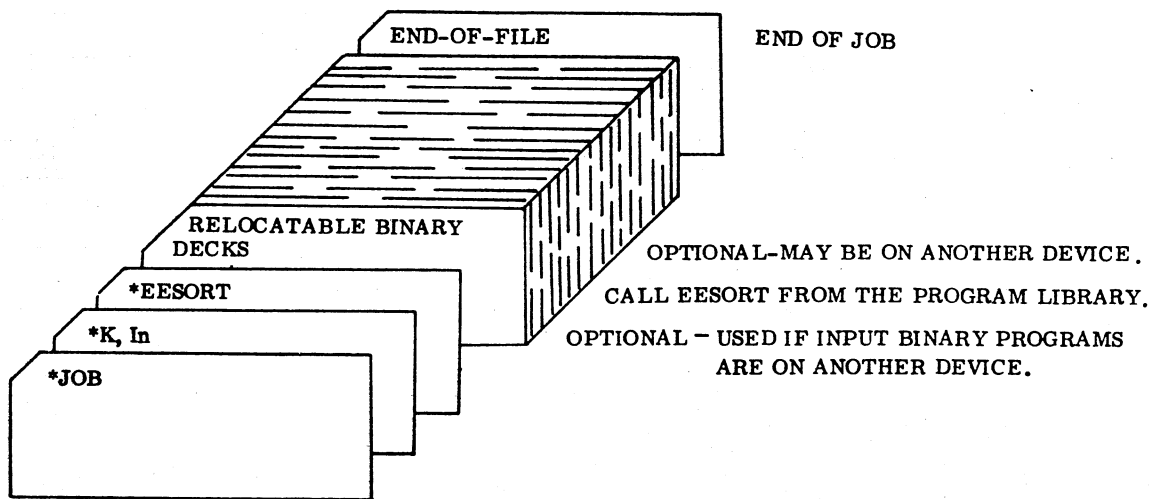 END-OF-FILE
END OF JOB
RELOCATABLE BINARY
DECKS
OPTIONAL-MAY BE ON ANOTHER DEVICE.
*EESORT
CALL EESORT FROM THE PROGRAM LIBRARY.
*K, In
OPTIONAL - USED IF INPUT BINARY PROGRAMS
ARE ON ANOTHER DEVICE.
*JOB